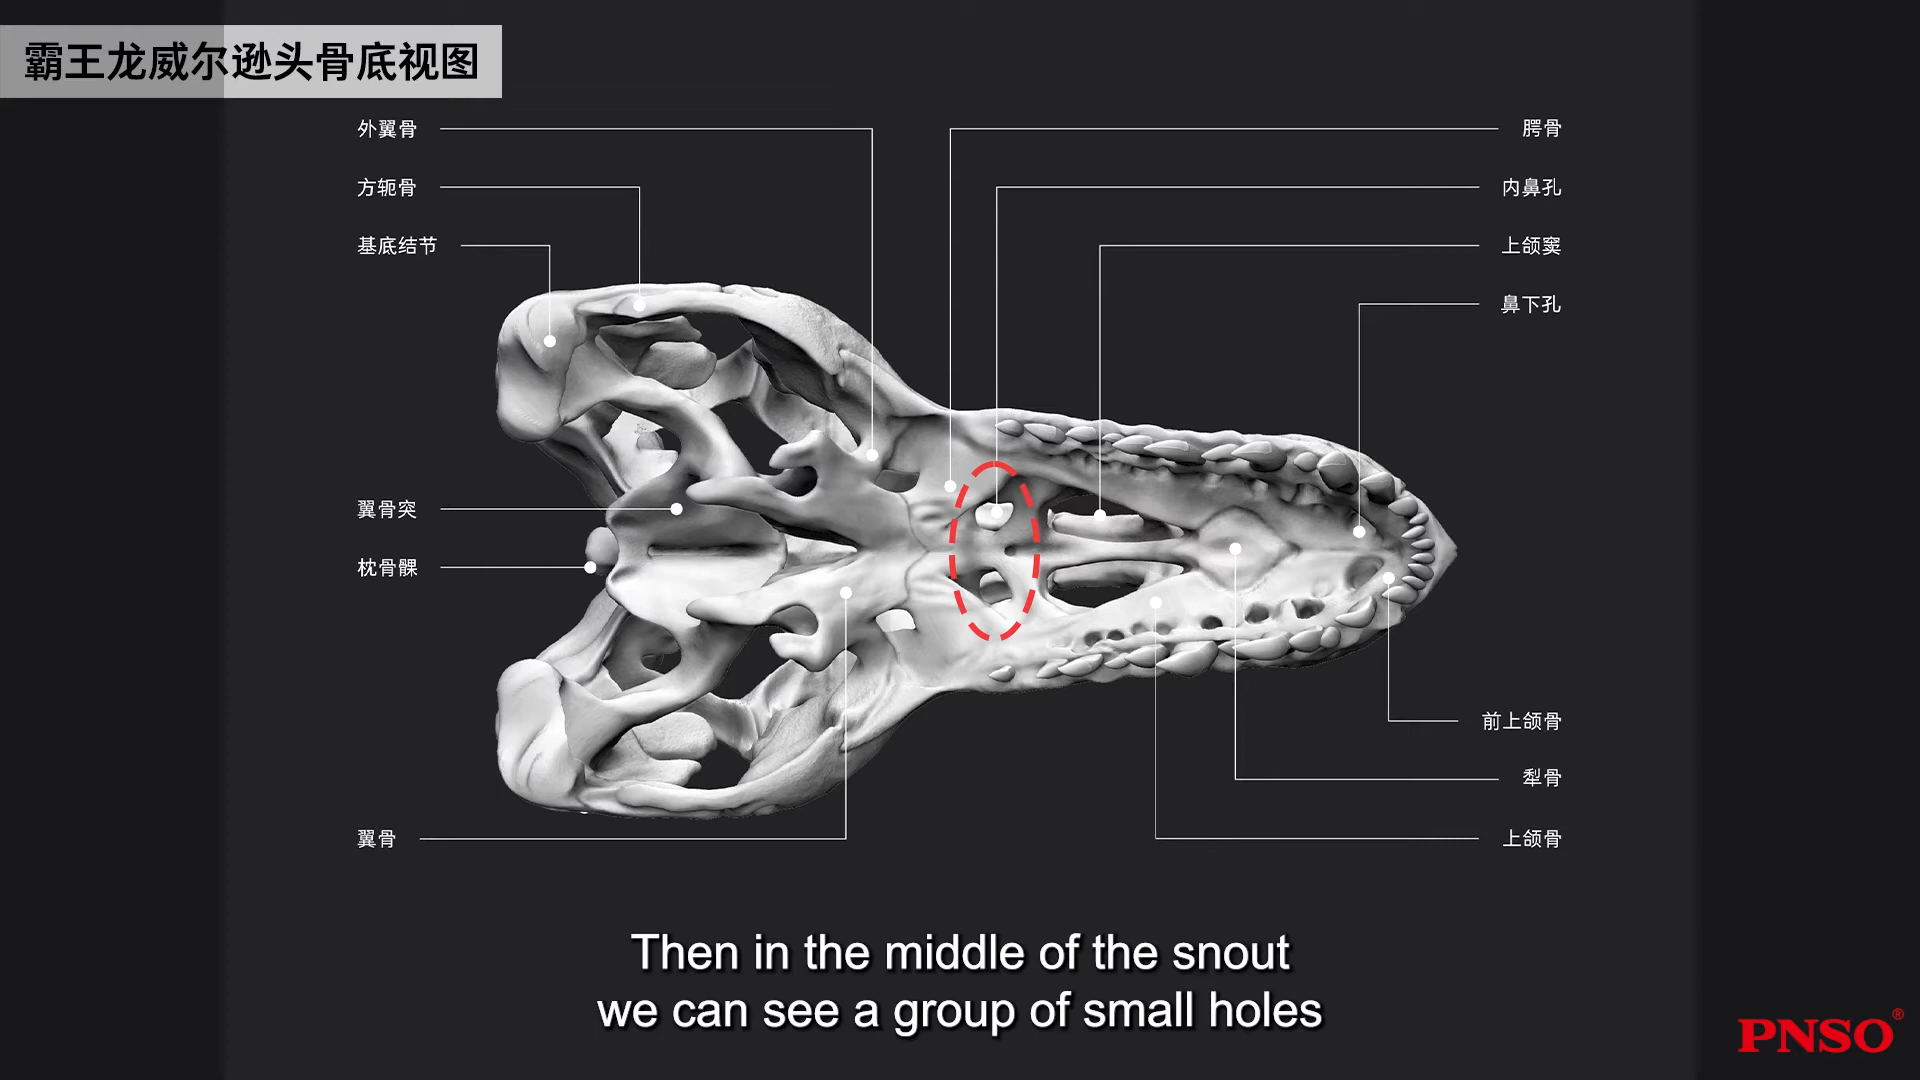 霸王龙威尔逊头骨底视图
外翼骨
方轭骨
基底结节
翼骨突
枕骨髁
翼骨
腭骨
内鼻孔
上颌窦
鼻下孔
前上颌骨
犁骨
上颌骨
Then in the middle of the snout
we can see a group of small holes
PNSO®